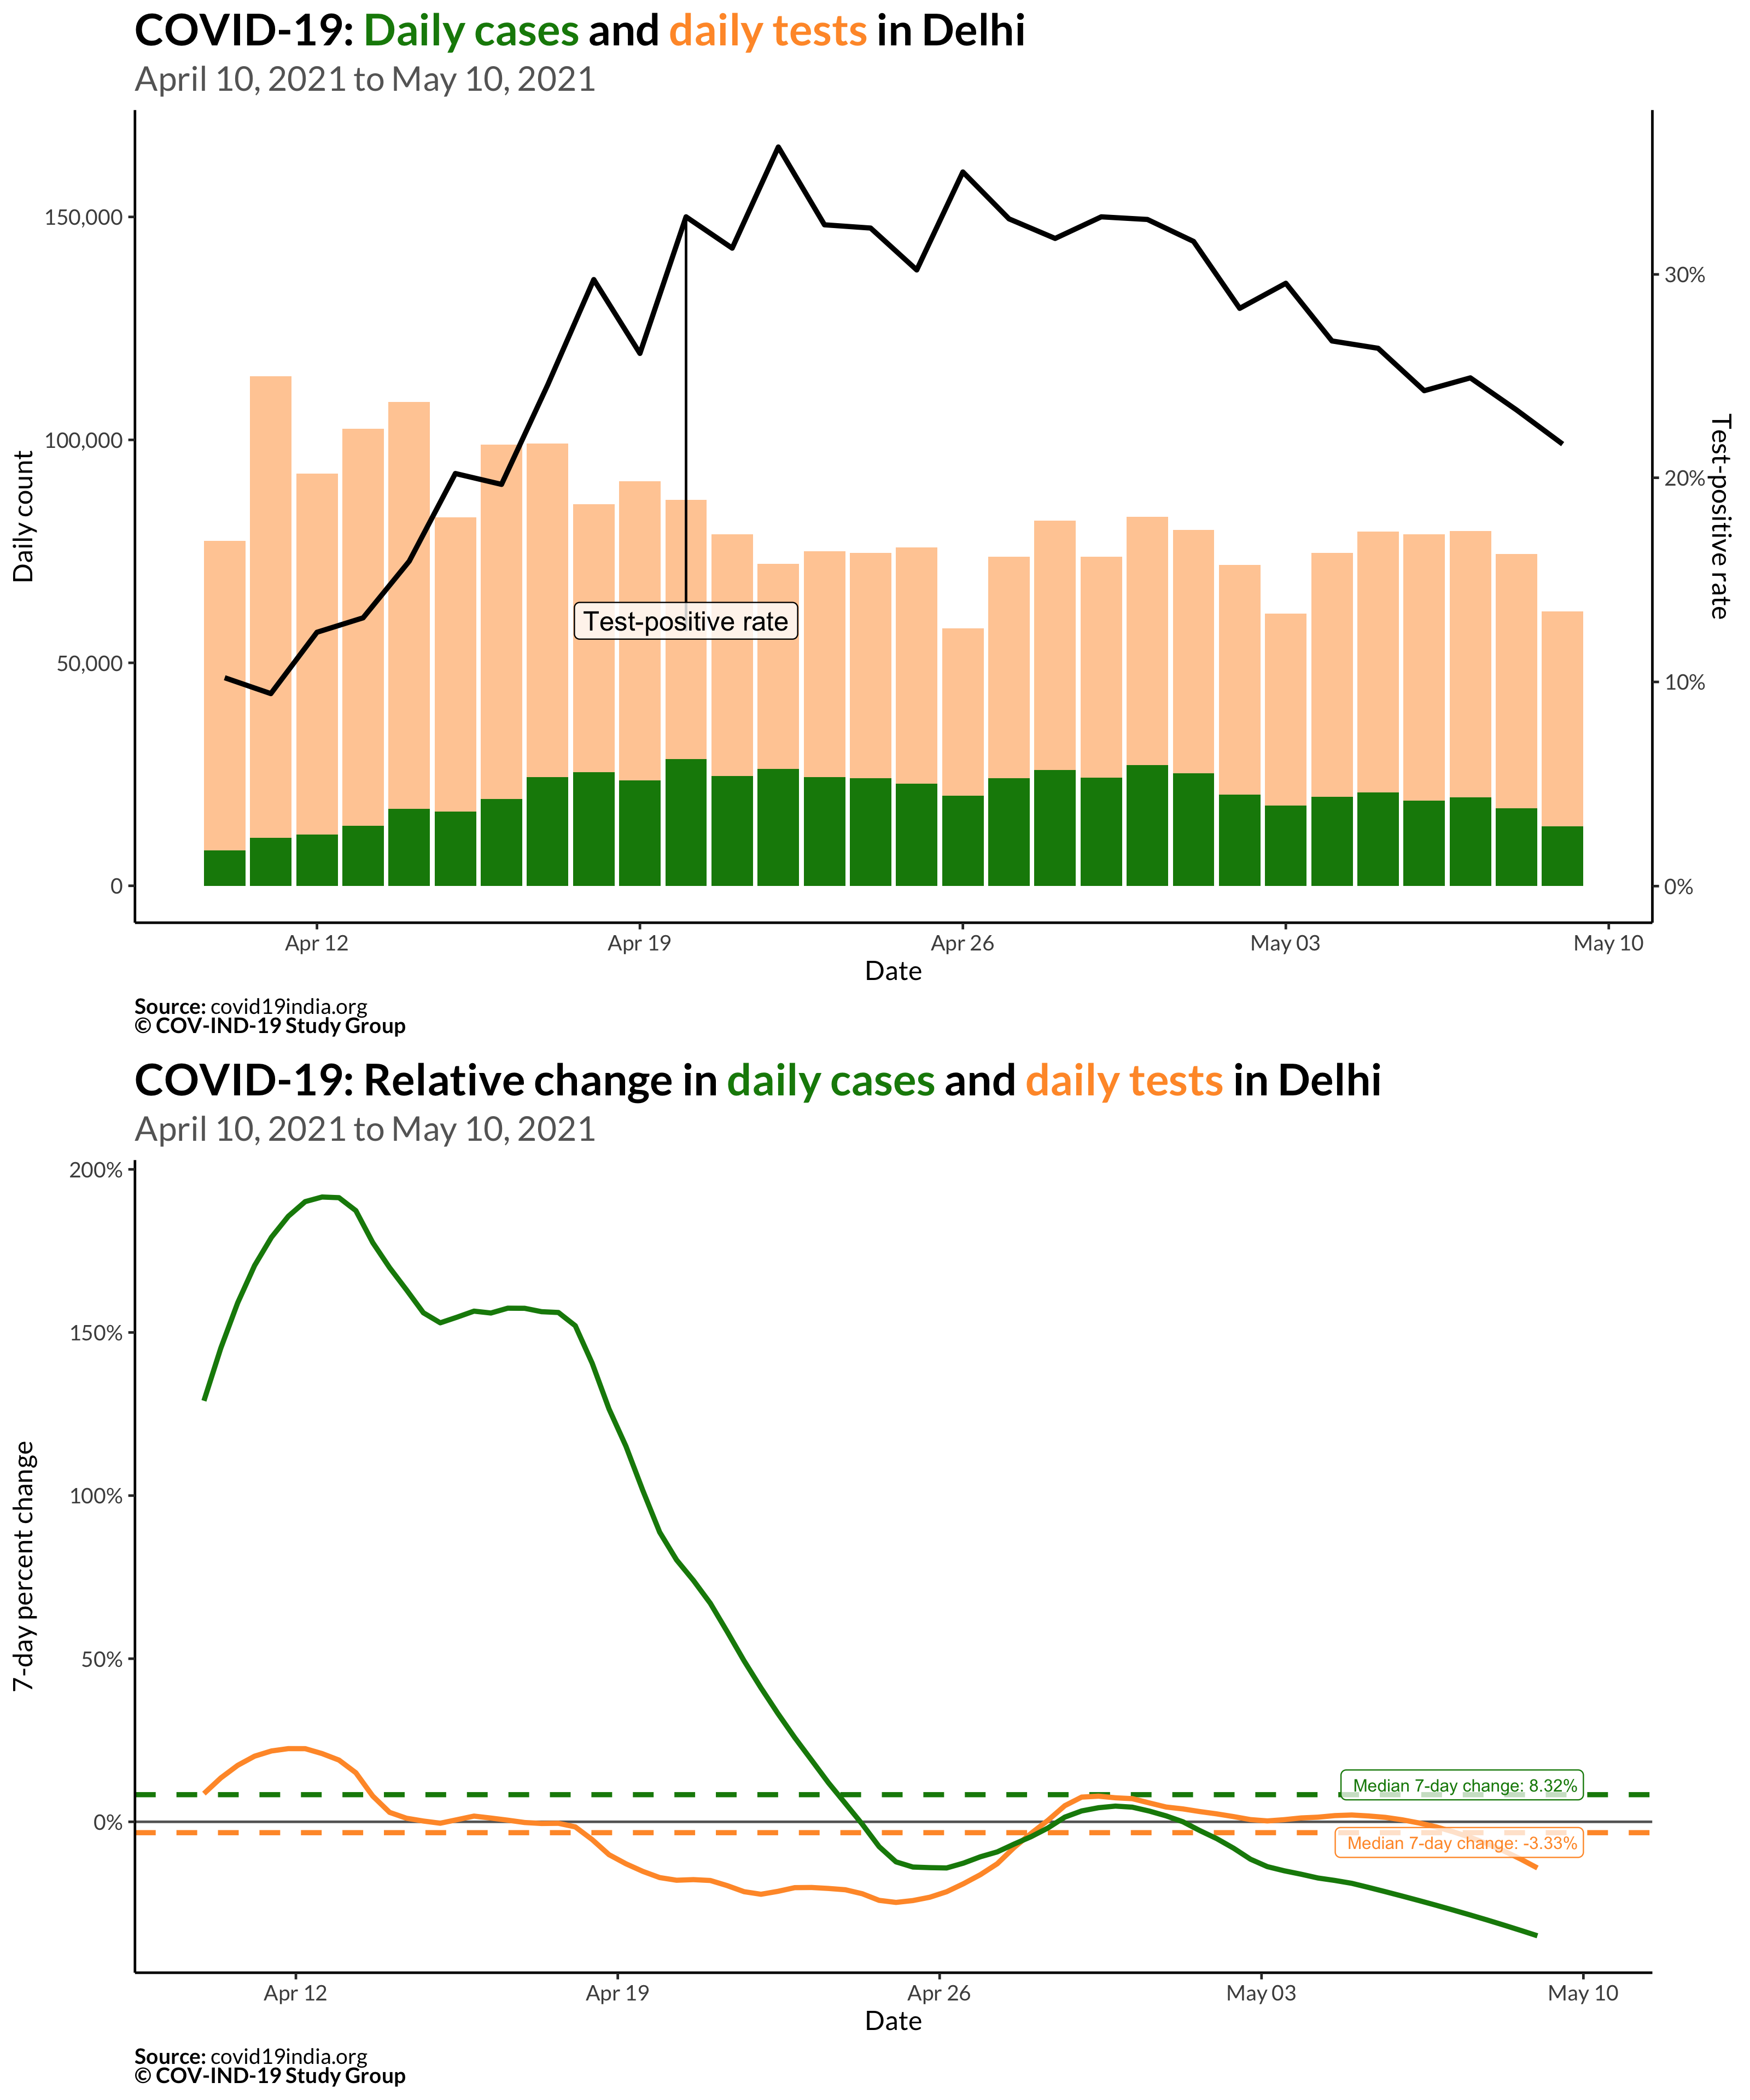 COVID-19: Daily cases and daily tests in Delhi
April 10, 2021 to May 10, 2021
150,000
100,000
50,000
0
Daily count
30%
20%
10%
0%
Test-positive rate
Test-positive rate
Apr 12
Apr 19
Apr 26
May 03
May 10
Date
Source: covid19india.org
© COV-IND-19 Study Group
COVID-19: Relative change in daily cases and daily tests in Delhi
April 10, 2021 to May 10, 2021
200%
150%
100%
50%
0%
7-day percent change
Median 7-day change: 8.32%
Median 7-day change: -3.33%
Apr 12
Apr 19
Apr 26
May 03
May 10
Date
Source: covid19india.org
© COV-IND-19 Study Group